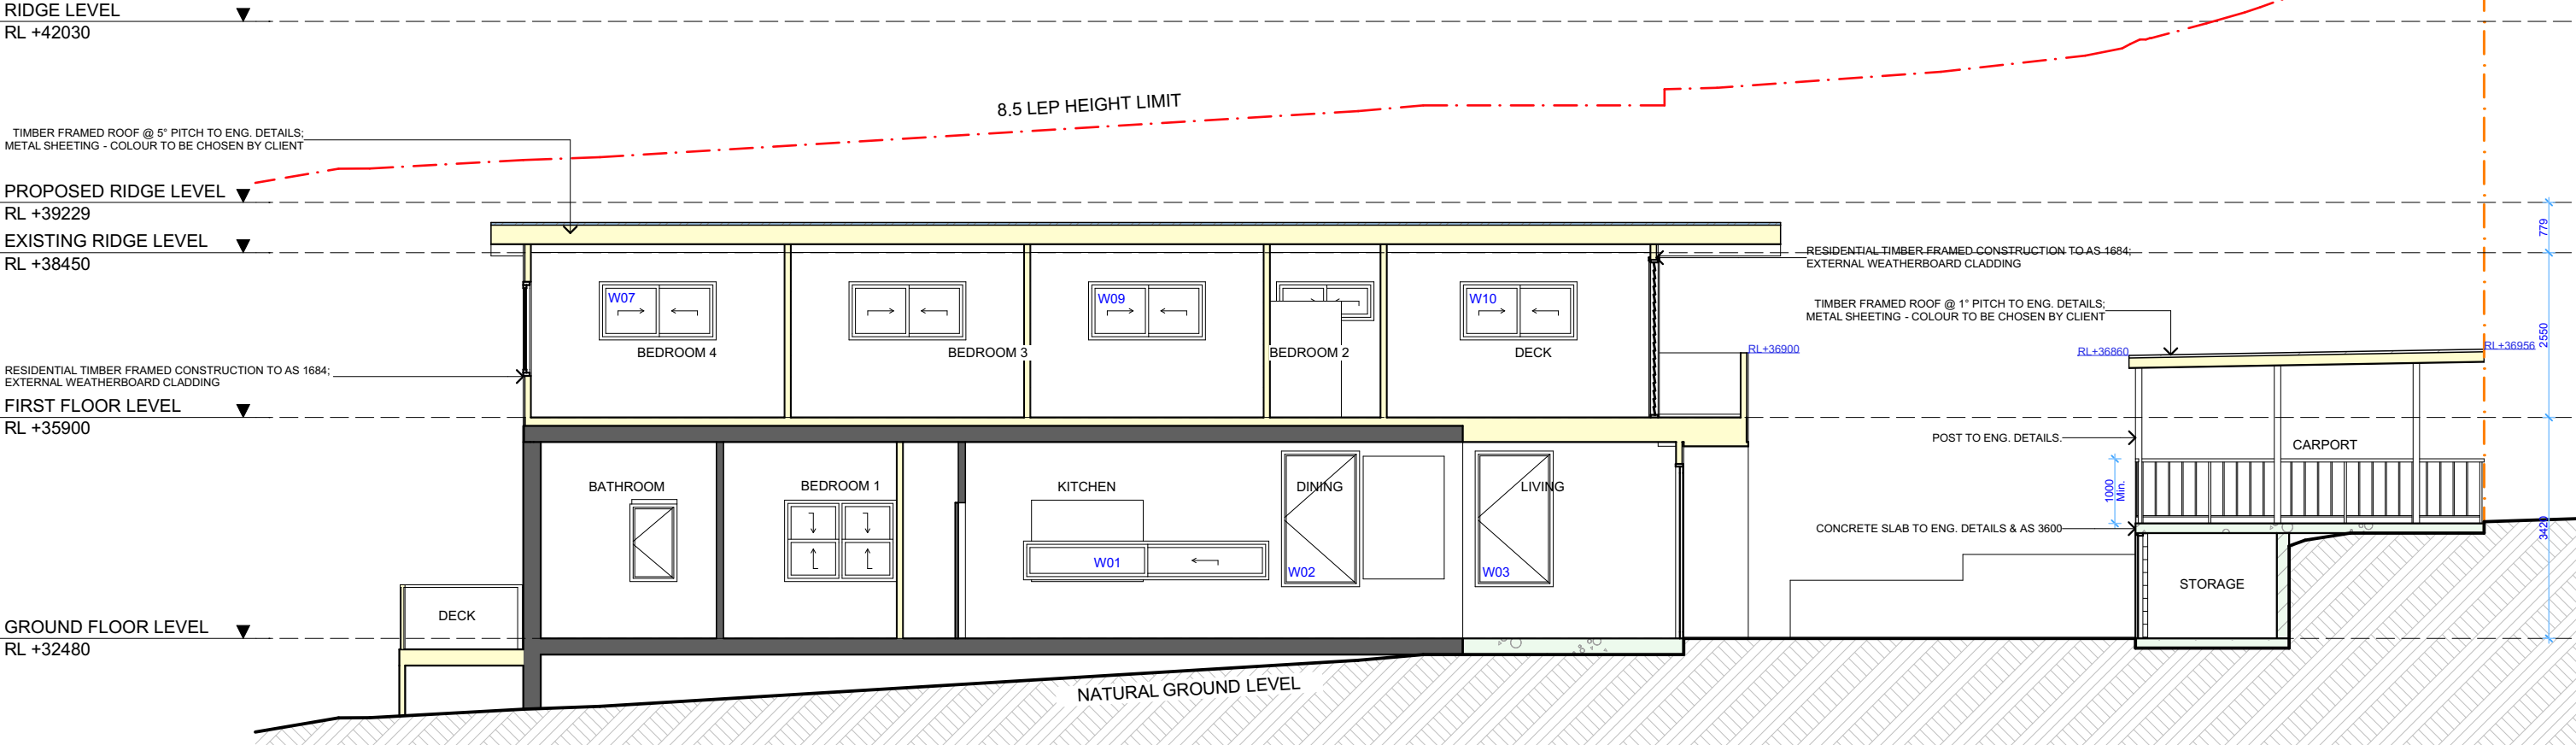 RIDGE LEVEL
RL +42030
8.5 LEP HEIGHT LIMIT
TIMBER FRAMED ROOF @ 5° PITCH TO ENG. DETAILS;
METAL SHEETING - COLOUR TO BE CHOSEN BY CLIENT
PROPOSED RIDGE LEVEL
RL +39229
EXISTING RIDGE LEVEL
RL +38450
779
RESIDENTIAL TIMBER FRAMED CONSTRUCTION TO AS 1684;
EXTERNAL WEATHERBOARD CLADDING
W07
W09
W10
TIMBER FRAMED ROOF @ 1° PITCH TO ENG. DETAILS;
METAL SHEETING - COLOUR TO BE CHOSEN BY CLIENT
BEDROOM 4
BEDROOM 3
BEDROOM 2
DECK
RL+36900
RL+36860
RL+36956
2550
RESIDENTIAL TIMBER FRAMED CONSTRUCTION TO AS 1684;
EXTERNAL WEATHERBOARD CLADDING
FIRST FLOOR LEVEL
RL +35900
POST TO ENG. DETAILS.
CARPORT
BATHROOM
BEDROOM 1
KITCHEN
DINING
LIVING
1000
Min.
CONCRETE SLAB TO ENG. DETAILS & AS 3600
3420
W01
W02
W03
STORAGE
DECK
GROUND FLOOR LEVEL
RL +32480
NATURAL GROUND LEVEL